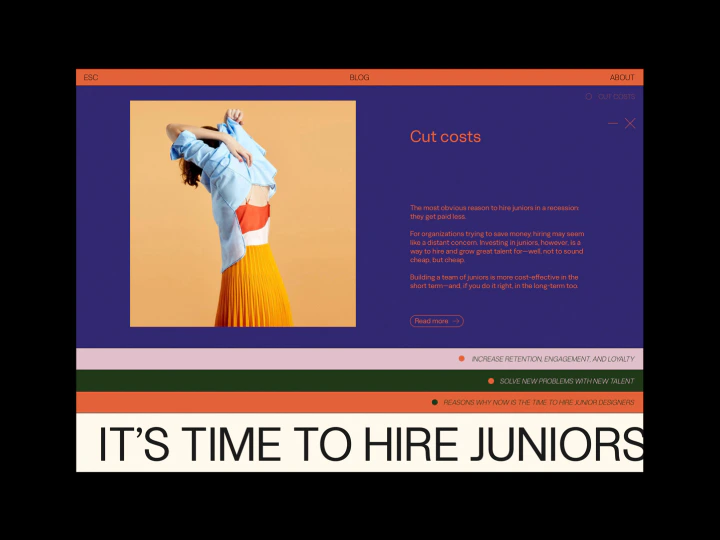 ESC BLOG ABOUT
CUT COSTS
Cut costs
The most obvious reason to hire juniors in a recession:
they get paid less.
For organizations trying to save money, hiring may seem
like a distant concern. Investing in juniors, however, is a
way to hire and grow great talent for—well, not to sound
cheap, but cheap.
Building a team of juniors is more cost-effective in the
short term—and, if you do it right, in the long-term too.
Read more →
INCREASE RETENTION, ENGAGEMENT, AND LOYALTY
SOLVE NEW PROBLEMS WITH NEW TALENT
REASONS WHY NOW IS THE TIME TO HIRE JUNIOR DESIGNERS
IT’S TIME TO HIRE JUNIORS